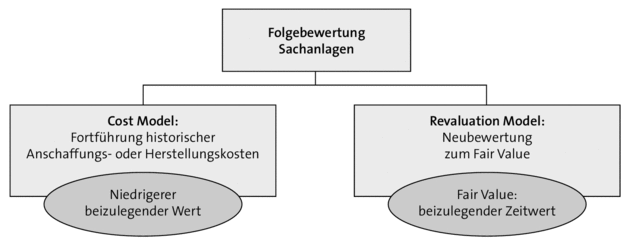 Folgebewertung
Sachanlagen
Cost Model:
Fortführung historischer
Anschaffungs- oder Herstellungskosten
Niedrigerer
beizulegender Wert
Revaluation Model:
Neubewertung
zum Fair Value
Fair Value:
beizulegender Zeitwert